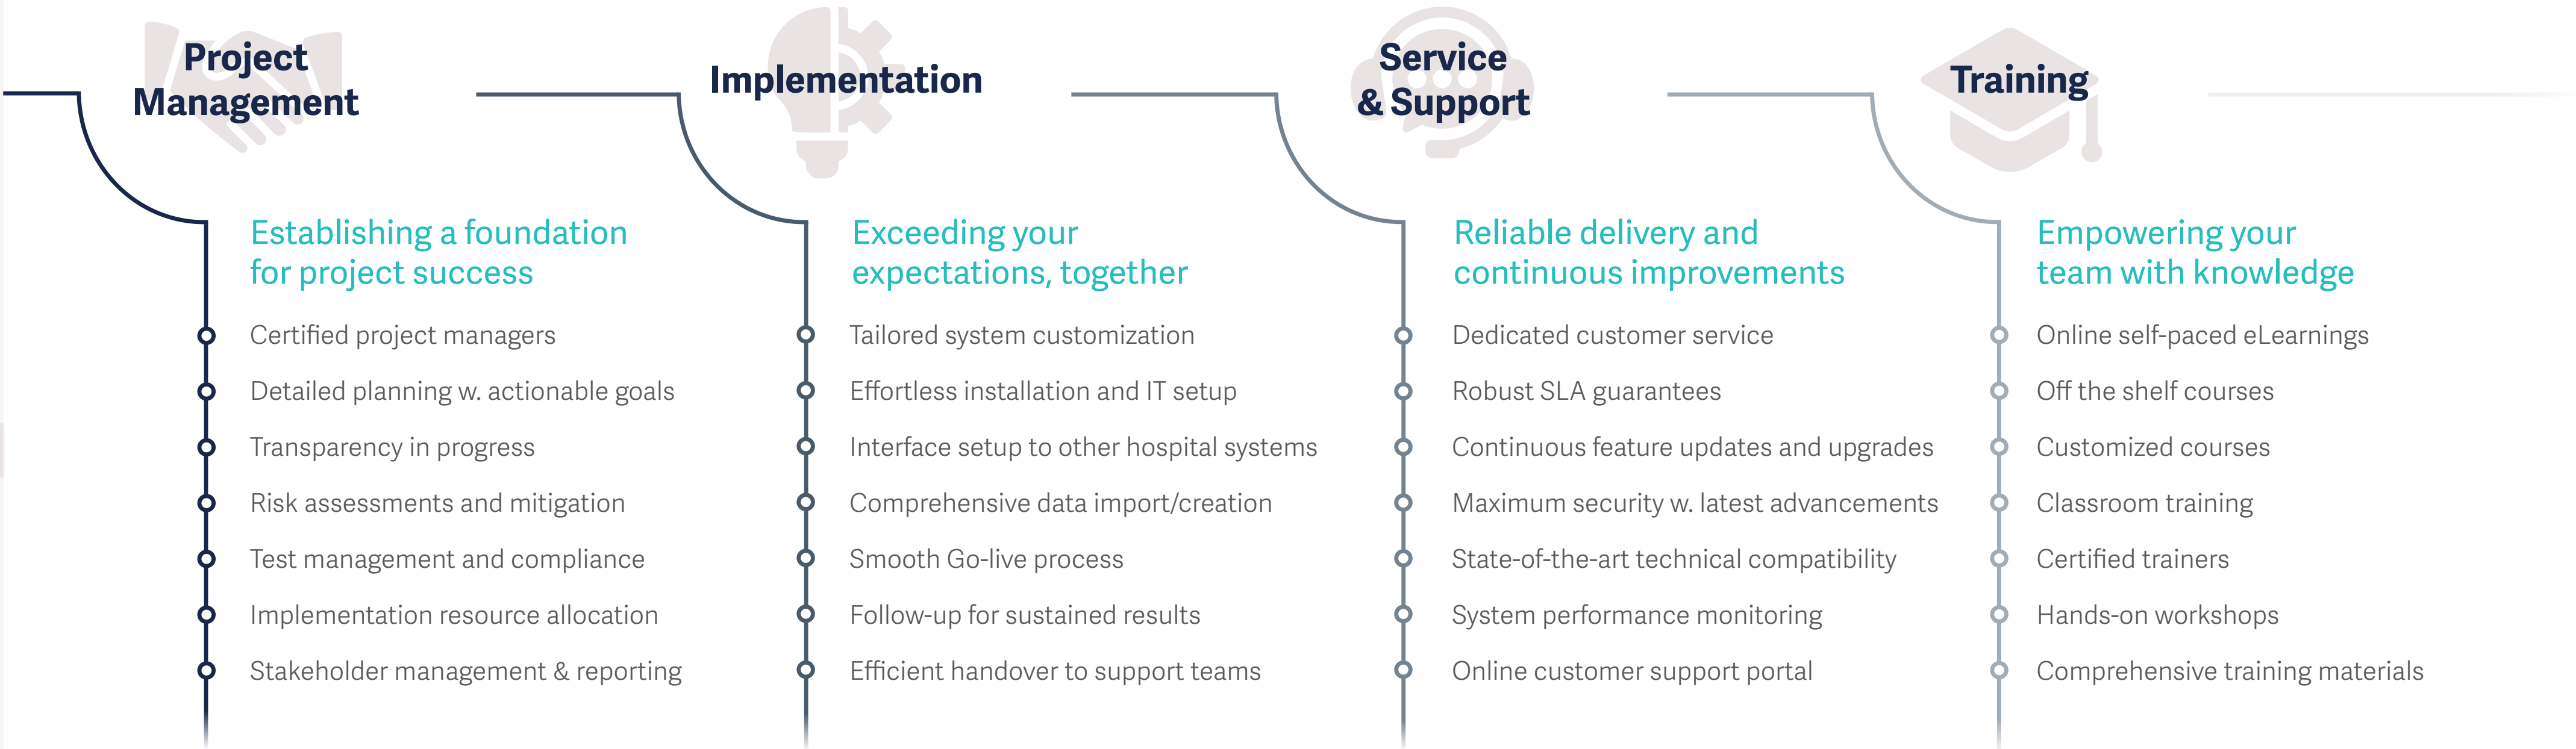 Project
Management
Establishing a foundation
for project success
Certified project managers
Detailed planning w. actionable goals
Transparency in progress
Risk assessments and mitigation
Test management and compliance
Implementation resource allocation
Stakeholder management & reporting
Implementation
Exceeding your
expectations, together
Tailored system customization
Effortless installation and IT setup
Interface setup to other hospital systems
Comprehensive data import/creation
Smooth Go-live process
Follow-up for sustained results
Efficient handover to support teams
Service
& Support
Reliable delivery and
continuous improvements
Dedicated customer service
Robust SLA guarantees
Continuous feature updates and upgrades
Maximum security w. latest advancements
State-of-the-art technical compatibility
System performance monitoring
Online customer support portal
Training
Empowering your
team with knowledge
Online self-paced eLearnings
Off the shelf courses
Customized courses
Classroom training
Certified trainers
Hands-on workshops
Comprehensive training materials